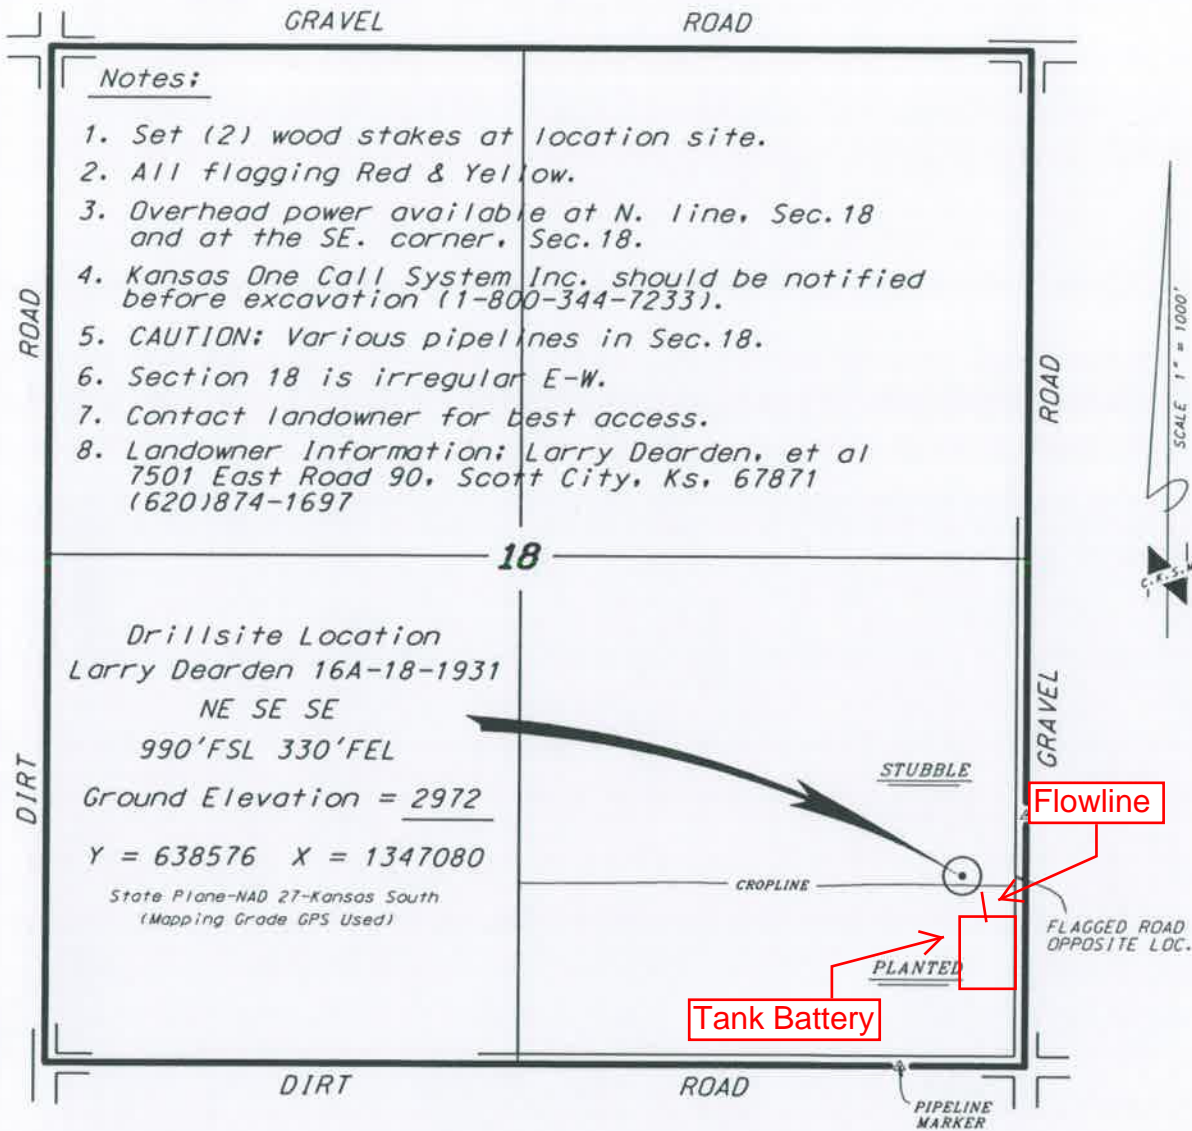 GRAVEL ROAD
Notes:
1. Set (2) wood stakes at location site.
2. All flagging Red & Yellow.
3. Overhead power available at N. line, Sec. 18
and at the SE. corner, Sec. 18.
4. Kansas One Call System Inc. should be notified
before excavation (1-800-344-7233).
5. CAUTION: Various pipelines in Sec. 18.
6. Section 18 is irregular E-W.
7. Contact landowner for best access.
8. Landowner Information: Larry Dearden, et al
7501 East Road 90, Scott City, Ks. 67871
(620)874-1697
ROAD
ROAD
SCALE 1" = 1000'
18
Drillsite Location
Larry Dearden 16A-18-1931
NE SE SE
990'FSL 330'FEL
Ground Elevation = 2972
Y = 638576 X = 1347080
State Plane-NAD 27-Kansas South
(Mapping Grade GPS Used)
DIRT
GRAVEL
STUBBLE
Flowline
CROPLINE
FLAGGED ROAD
OPPOSITE LOC.
PLANTED
Tank Battery
DIRT ROAD
PIPELINE
MARKER